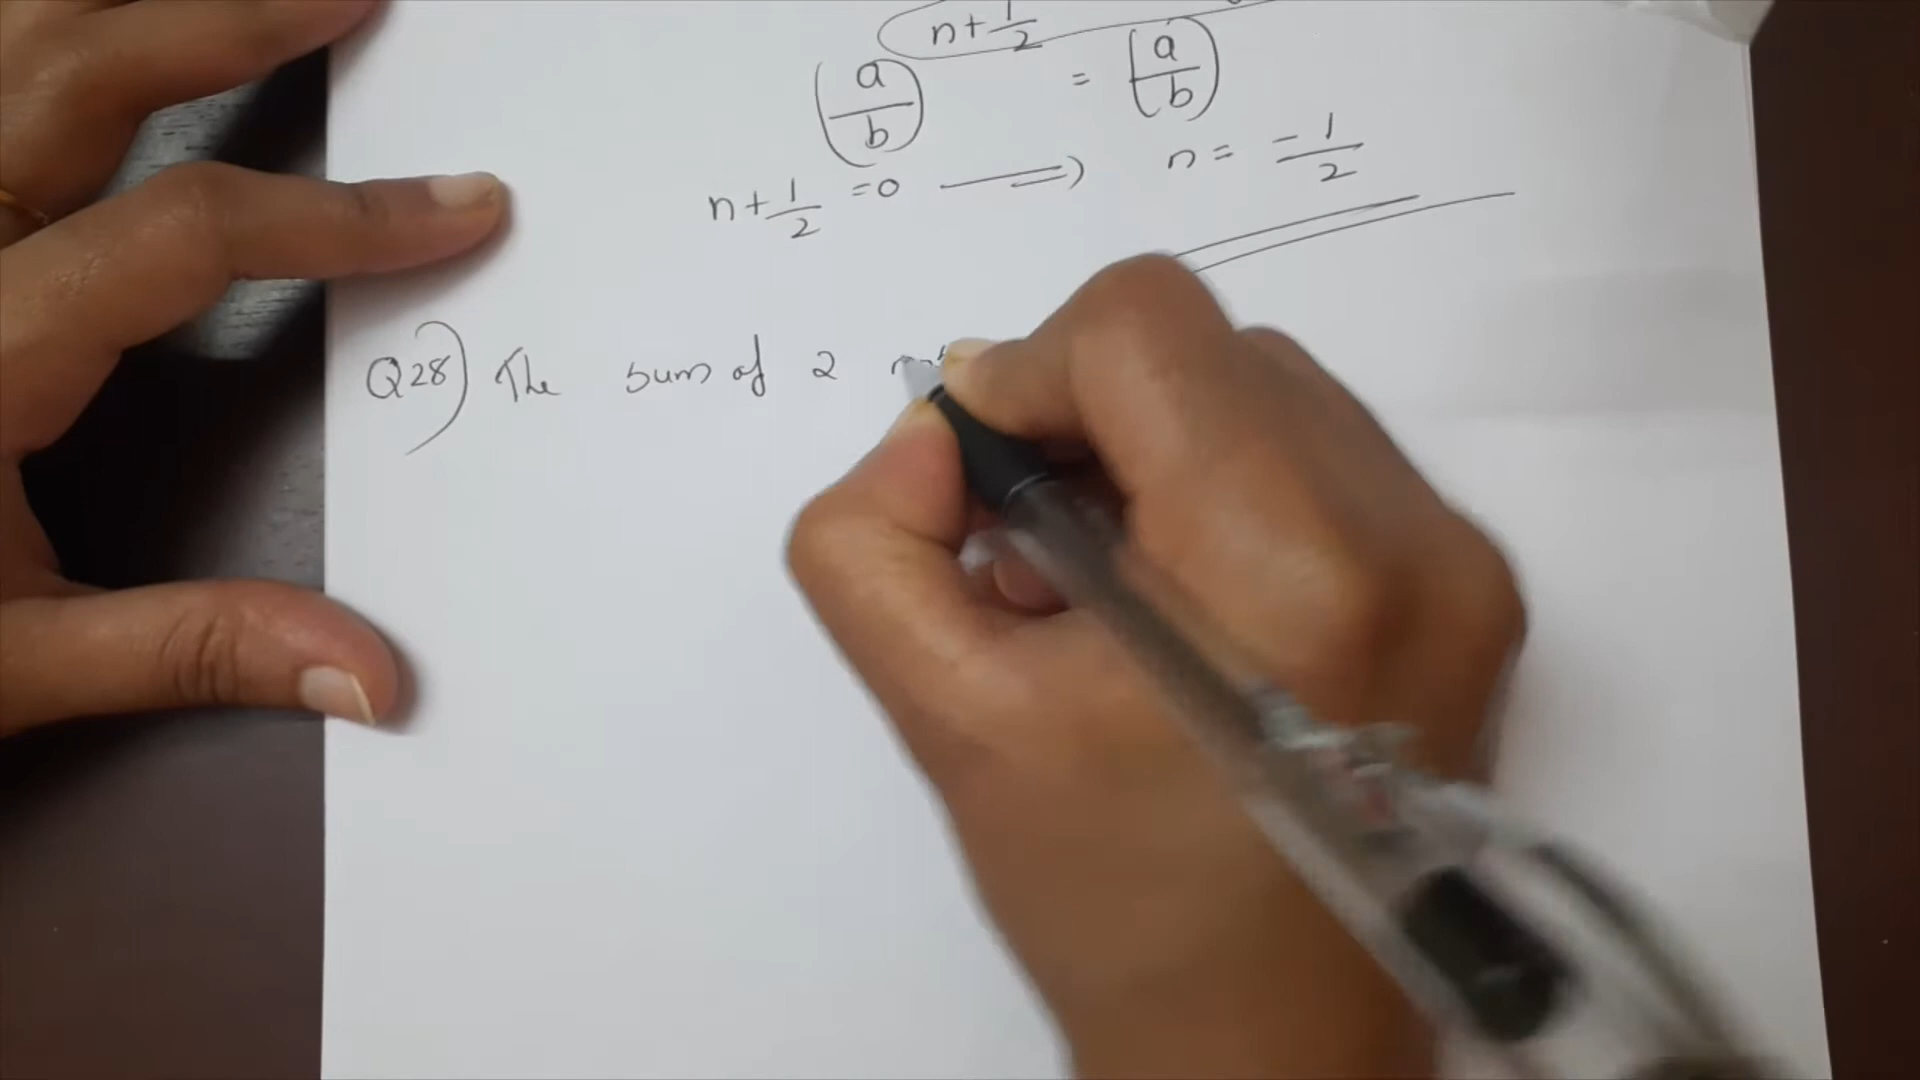 (a/b)^(n+1/2) = (a/b)
n+1/2 =0 ⟹ n = -1/2
Q28) The sum of 2